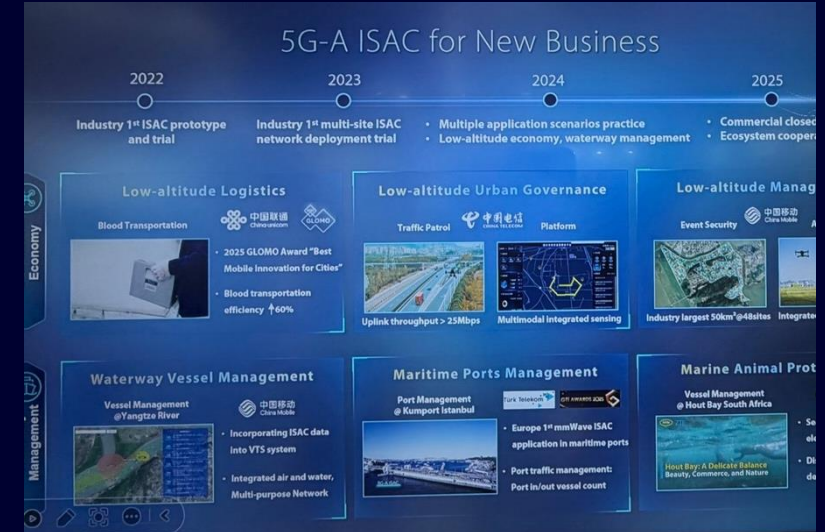 5G-A ISAC for New Business
2022
2023
2024
2025
Industry 1st ISAC prototype
and trial
Industry 1st multi-site ISAC
network deployment trial
• Multiple application scenarios practice
• Low-altitude economy, waterway management
• Commercial closed
• Ecosystem
Economy
Low-altitude Logistics
Blood Transportation
中国联通
China unicom
GLOMO
• 2025 GLOMO Award "Best
Mobile Innovation for Cities"
• Blood transportation
efficiency ↑60%
Low-altitude Urban Governance
Traffic Patrol
中国电信
CHINA TELECOM
Platform
Uplink throughput > 25Mbps
Multimodal integrated sensing
Low-altitude
Event Security
中国移动
China Mobile
Industry largest 50km²@48sites
Management
Waterway Vessel Management
Vessel Management
@Yangtze River
中国移动
China Mobile
• Incorporating ISAC data
into VTS system
• Integrated air and water,
Multi-purpose Network
Maritime Ports Management
Port Management
@ Kumport Istanbul
Türk Telekom
GTI AWARDS 2025
• Europe 1st mmWave ISAC
application in maritime ports
• Port traffic management:
Port in/out vessel count
5G-A ISAC
Marine Animal
Vessel Management
@ Hout Bay South Africa
Hout Bay: A Delicate Balance
Beauty, Commerce, and Nature